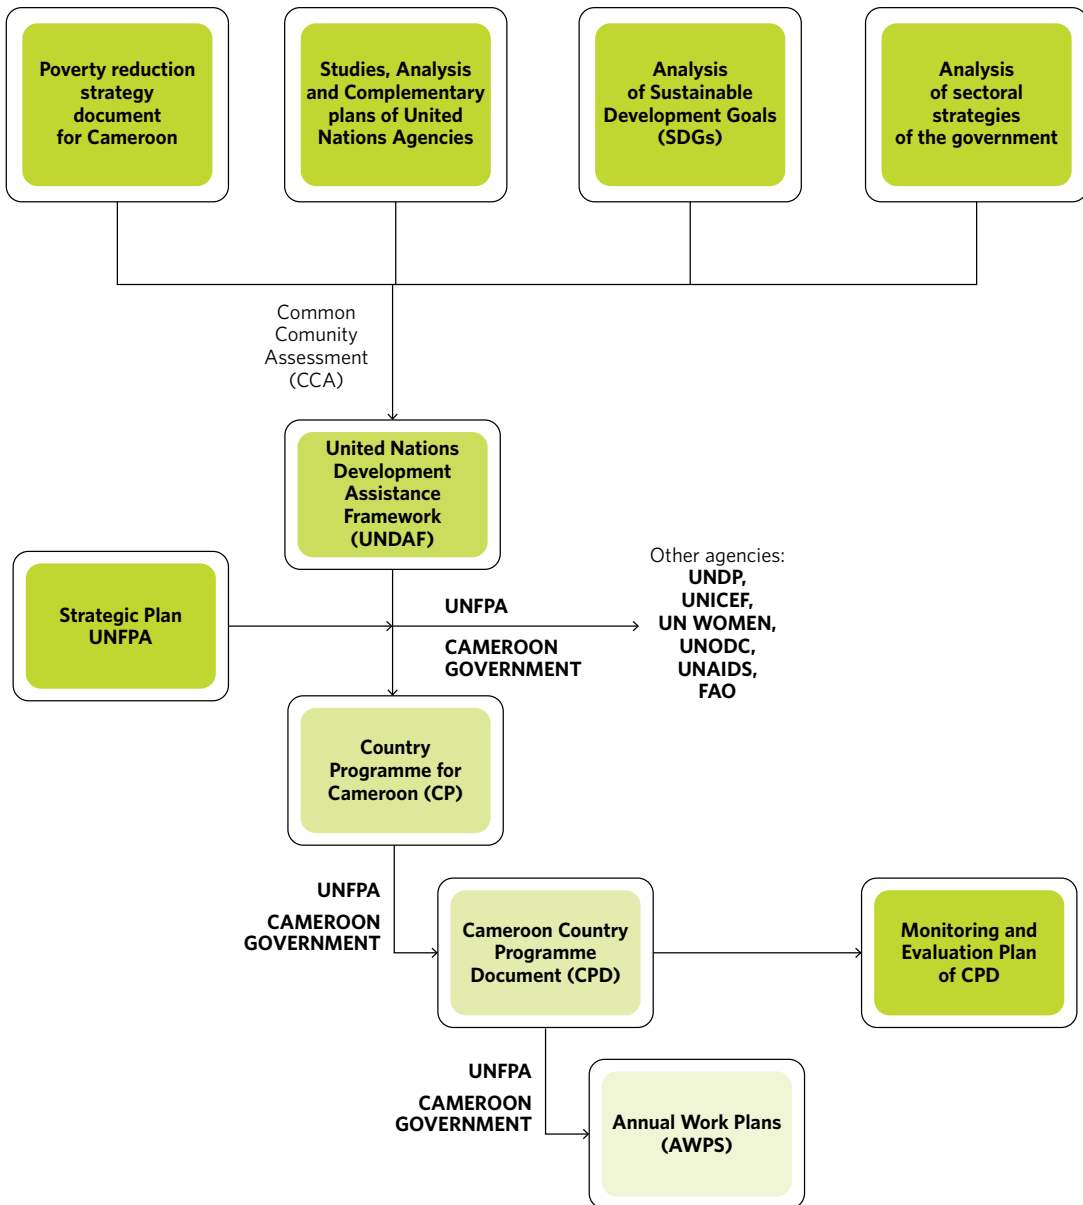 Poverty reduction
strategy
document
for Cameroon
Studies, Analysis
and Complementary
plans of United
Nations Agencies
Analysis
of Sustainable
Development Goals
(SDGs)
Analysis
of sectoral
strategies
of the government
Common
Comunity
Assessment
(CCA)
United Nations
Development
Assistance
Framework
(UNDAF)
Strategic Plan
UNFPA
UNFPA
CAMEROON
GOVERNMENT
Other agencies:
UNDP,
UNICEF,
UN WOMEN,
UNODC,
UNAIDS,
FAO
Country
Programme for
Cameroon (CP)
UNFPA
CAMEROON
GOVERNMENT
Cameroon Country
Programme
Document (CPD)
Monitoring and
Evaluation Plan
of CPD
UNFPA
CAMEROON
GOVERNMENT
Annual Work Plans
(AWPS)